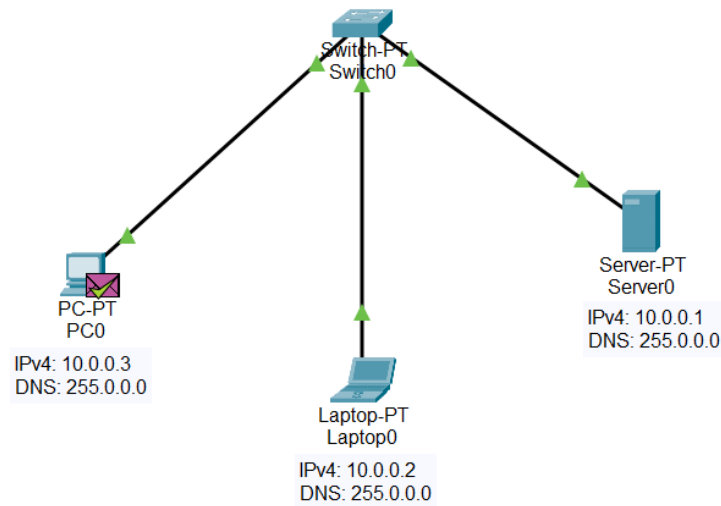 Switch-PT
Switch0
Server-PT
Server0
IPv4: 10.0.0.1
DNS: 255.0.0.0
PC-PT
PC0
IPv4: 10.0.0.3
DNS: 255.0.0.0
Laptop-PT
Laptop0
IPv4: 10.0.0.2
DNS: 255.0.0.0